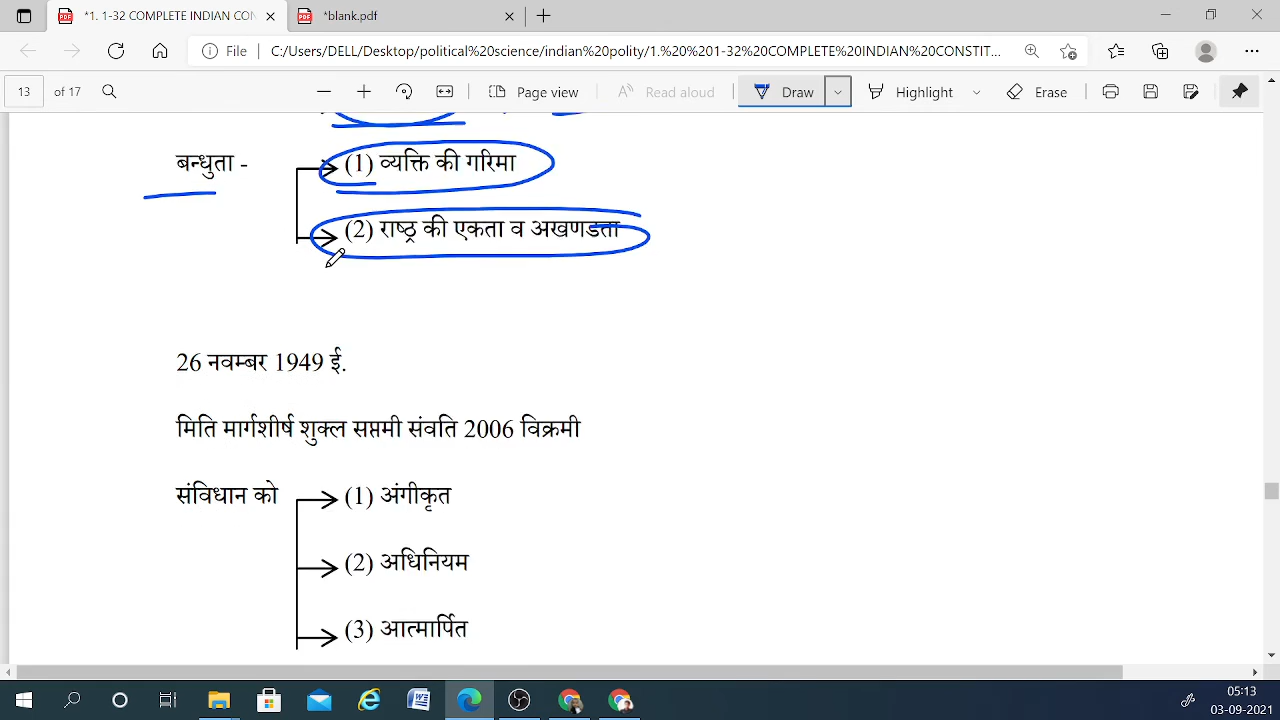 *1. 1-32 COMPLETE INDIAN CON
*blank.pdf
File C:/Users/DELL/Desktop/political%20science/indian%20polity/1.%20%201-32%20COMPLETE%20INDIAN%20CONSTIT...
13 of 17 Page view Read aloud Draw Highlight Erase
बन्धुता - (1) व्यक्ति की गरिमा
(2) राष्ठ्र की एकता व अखणडता
26 नवम्बर 1949 ई.
मिति मार्गशीर्ष शुक्ल सप्तमी संवति 2006 विक्रमी
संविधान को (1) अंगीकृत
(2) अधिनियम
(3) आत्मार्पित
05:13
03-09-2021